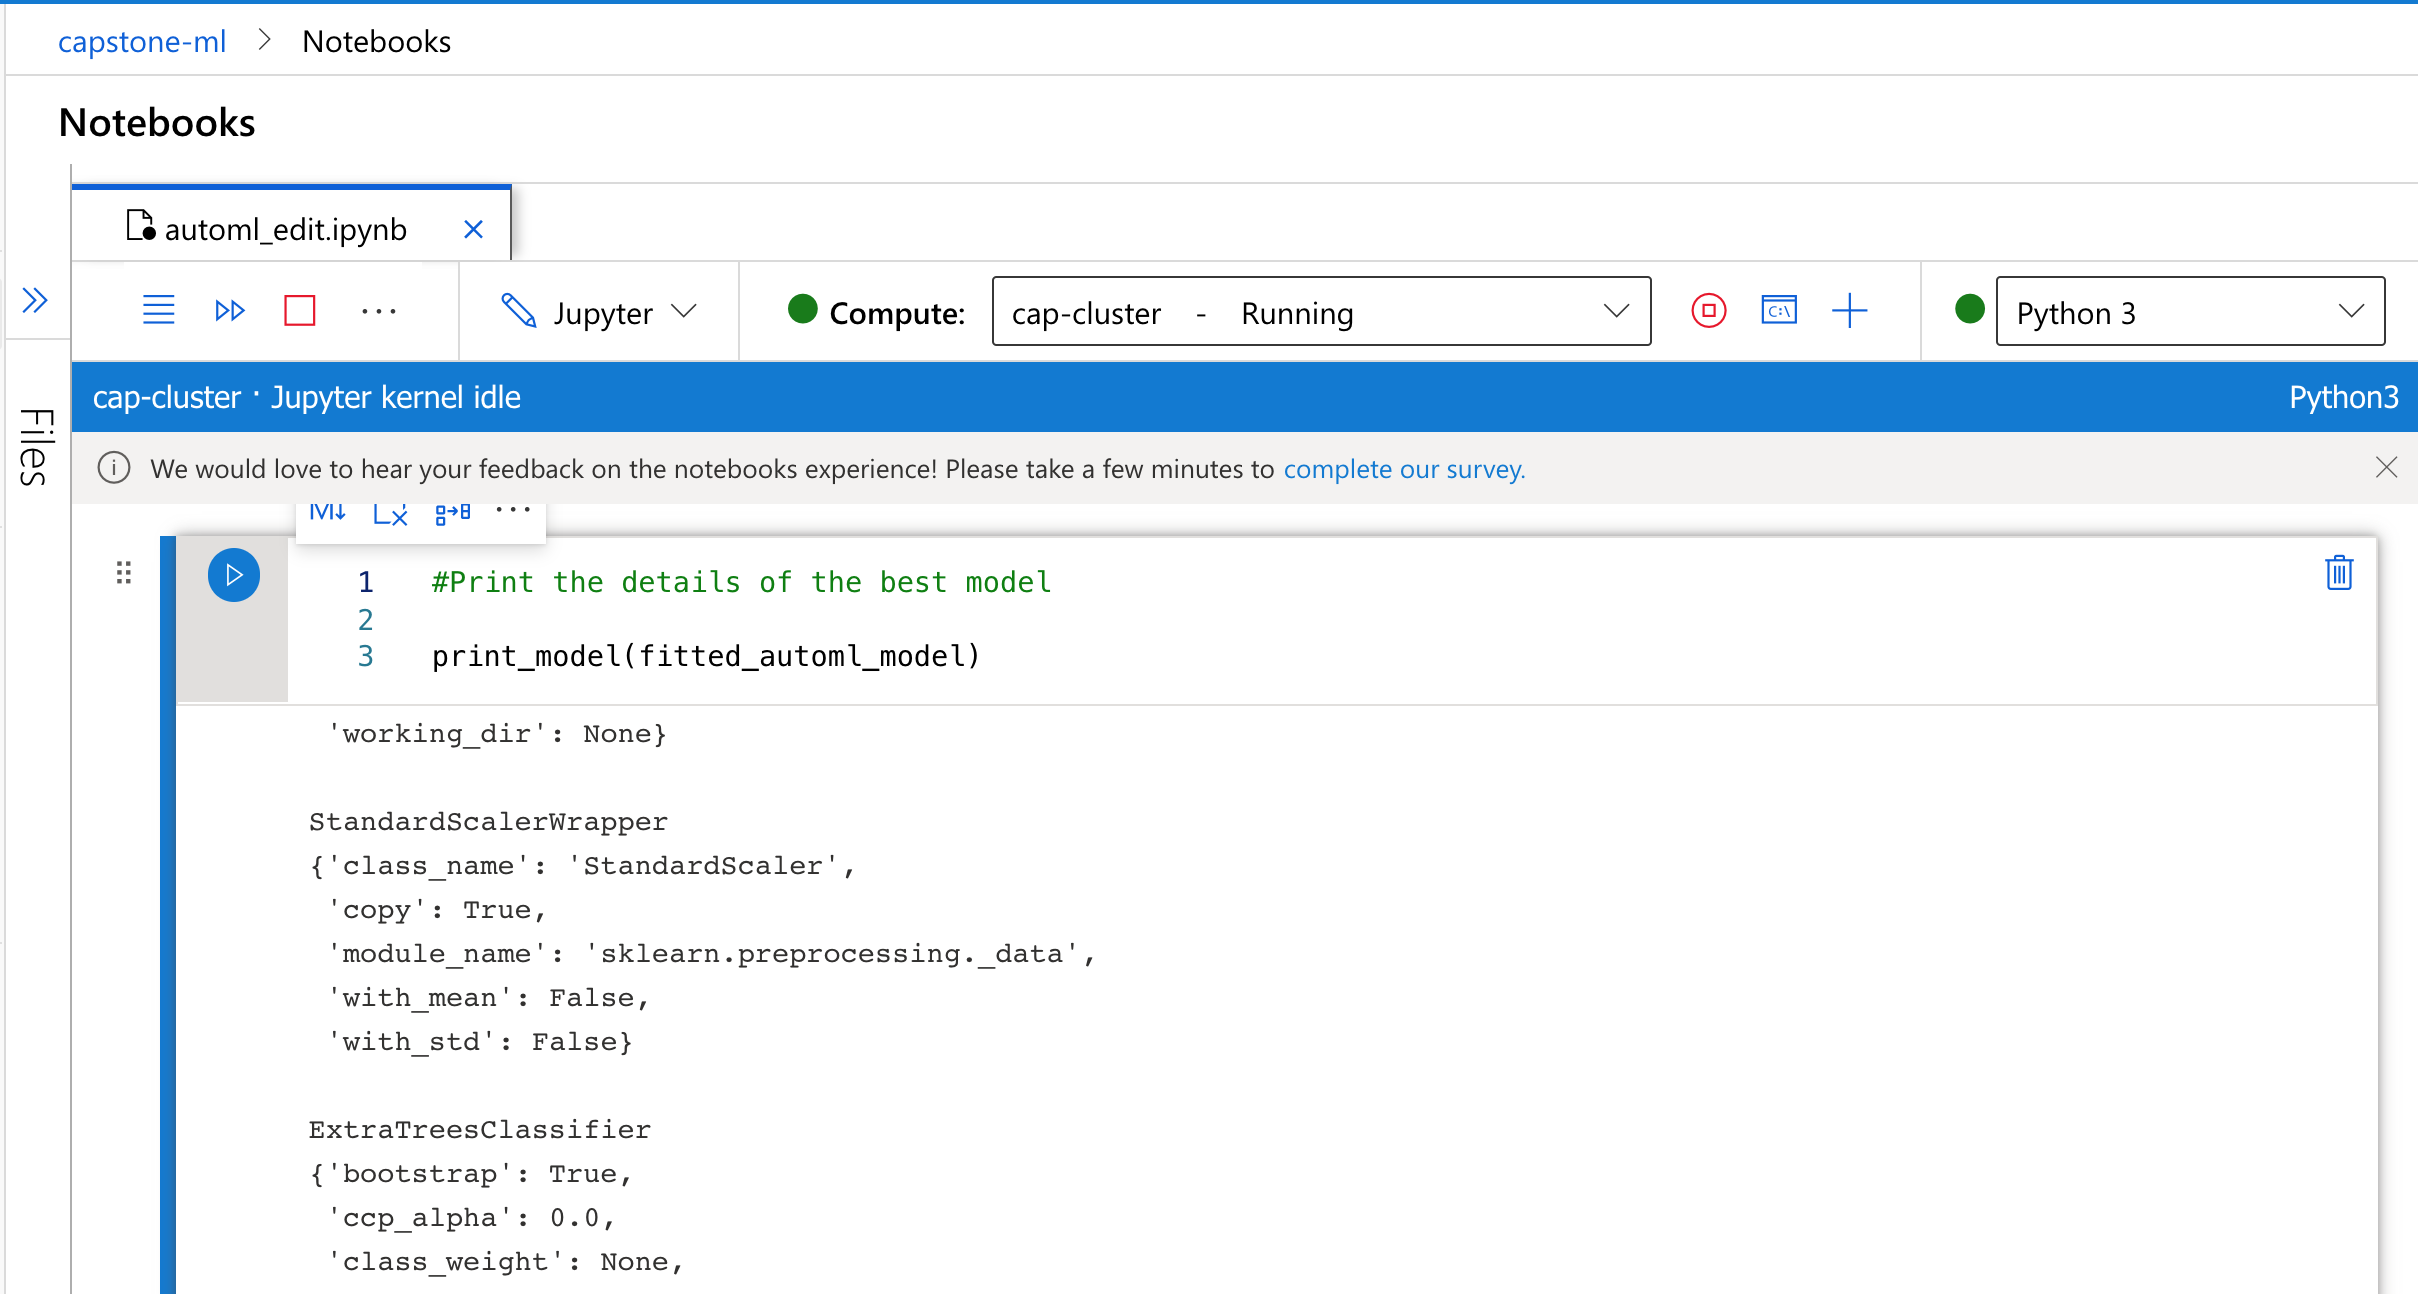 capstone-ml > Notebooks
Notebooks
automl_edit.ipynb
Jupyter
Compute: cap-cluster - Running
Python 3
cap-cluster · Jupyter kernel idle
Python3
Files
We would love to hear your feedback on the notebooks experience! Please take a few minutes to complete our survey.
M↓
1 #Print the details of the best model
2
3 print_model(fitted_automl_model)
'working_dir': None}
StandardScalerWrapper
{'class_name': 'StandardScaler',
'copy': True,
'module_name': 'sklearn.preprocessing._data',
'with_mean': False,
'with_std': False}
ExtraTreesClassifier
{'bootstrap': True,
'ccp_alpha': 0.0,
'class_weight': None,